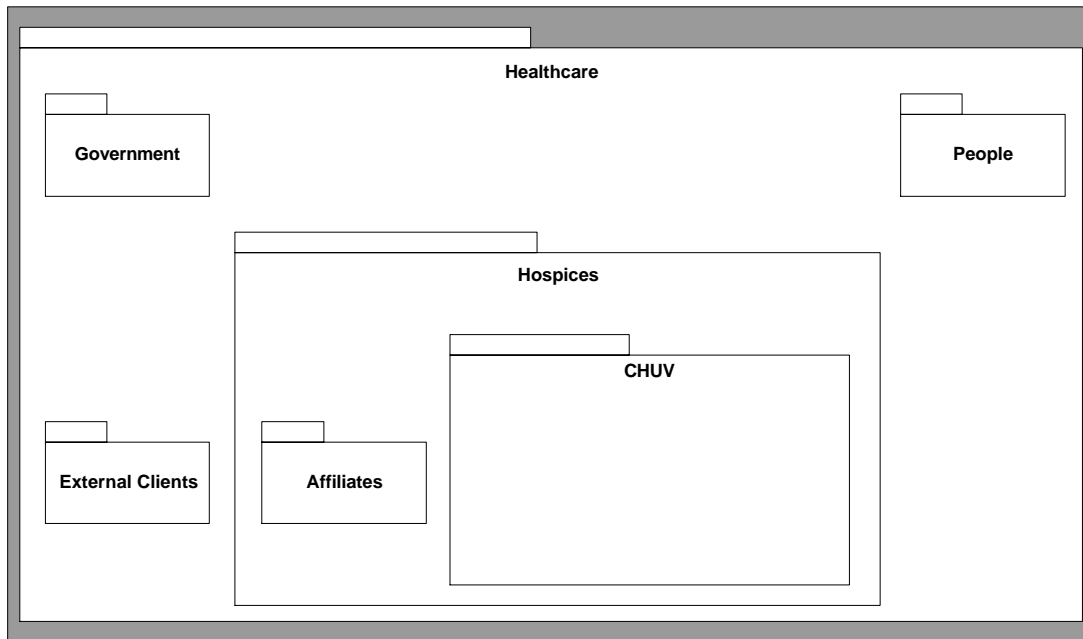 Healthcare
Government
People
Hospices
CHUV
External Clients
Affiliates